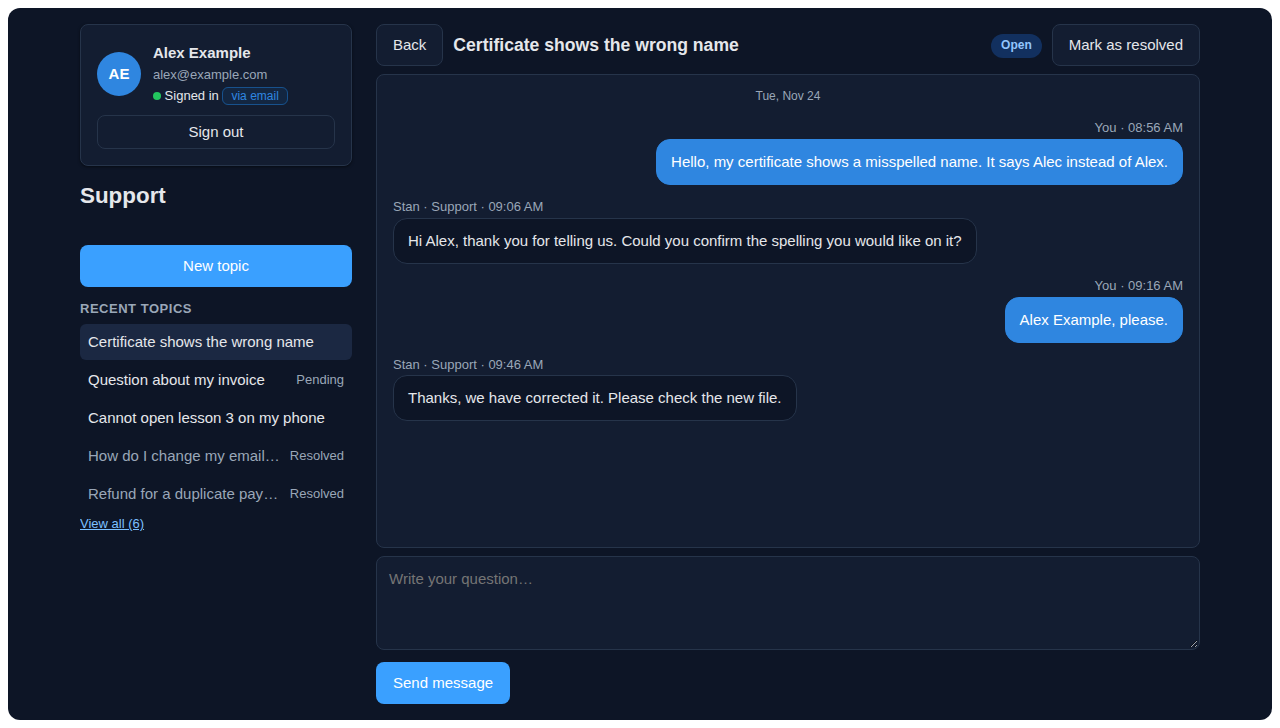 AE
Alex Example
alex@example.com
Signed in via email
Sign out
Support
New topic
RECENT TOPICS
Certificate shows the wrong name
Question about my invoice Pending
Cannot open lesson 3 on my phone
How do I change my email… Resolved
Refund for a duplicate pay… Resolved
View all (6)
Back Certificate shows the wrong name Open Mark as resolved
Tue, Nov 24
You · 08:56 AM
Hello, my certificate shows a misspelled name. It says Alec instead of Alex.
Stan · Support · 09:06 AM
Hi Alex, thank you for telling us. Could you confirm the spelling you would like on it?
You · 09:16 AM
Alex Example, please.
Stan · Support · 09:46 AM
Thanks, we have corrected it. Please check the new file.
Write your question…
Send message